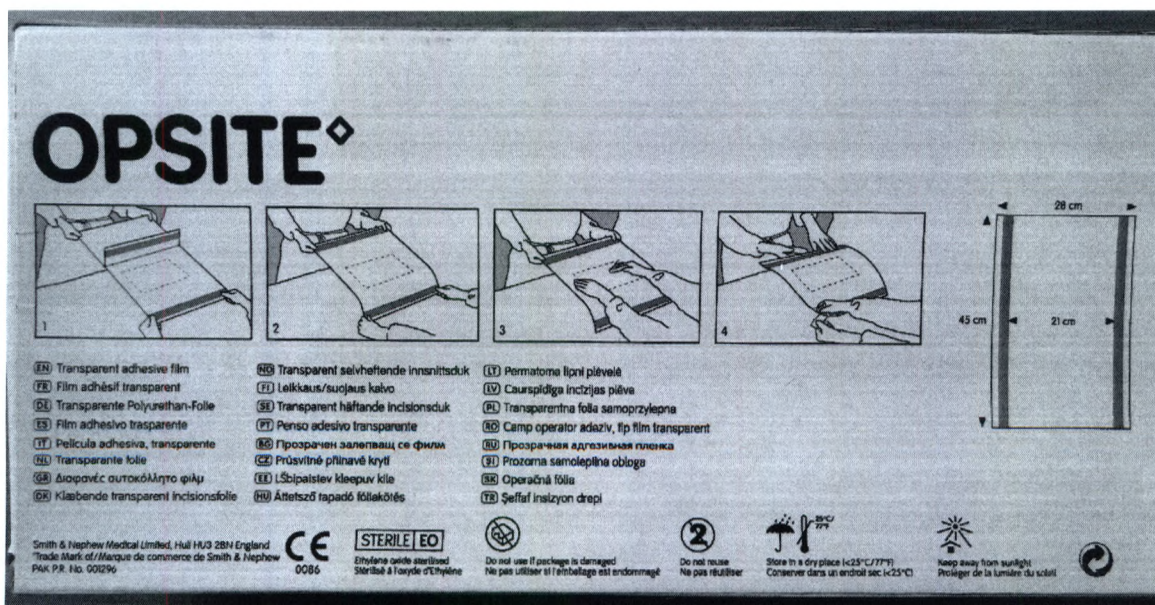 OPSITE◇
1
2
3
4
28 cm
45 cm
21 cm
EN Transparent adhesive film
FR Film adhésif transparent
DE Transparente Polyurethan-Folie
ES Film adhesivo trasparente
IT Pelicula adhesiva, transparente
NL Transparante folie
GR Διαφανές αυτοκόλλητο φιλμ
DK Klæbende transparent incisionsfolie
NO Transparent selvheftende innsnittsduk
FI Leikkaus/suojaus kalvo
SE Transparent häftande incisionsduk
PT Penso adesivo transparente
BG Прозрачен залепващ се филм
CZ Průsvitné přilnavé krytí
EE LŠbipaistev kleepuv kile
HU Áttetsző tapadó fóliakötés
LT Permatoma lipni plėvelė
LV Caurspīdīga incīzijas plēve
PL Transparentna folia samoprzylepna
RO Camp operator adeziv, tip film transparent
RU Прозрачная адгезивная пленка
SI Prozorna samolepilna obloga
SK Operačná fólia
TR Şeffaf insizyon drepi
Smith & Nephew Medical Limited, Hull HU3 2BN England
*Trade Mark of/Marque de commerce de Smith & Nephew
PAK P.R. No. 001296
CE
0086
STERILE EO
Ethylene oxide sterilised
Stérilisé à l'oxyde d'Ethylène
Do not use if package is damaged
Ne pas utiliser si l'emballage est endommagé
2
Do not reuse
Ne pas réutiliser
25°C/
77°F
Store in a dry place (<25°C/77°F)
Conserver dans un endroit sec (<25°C)
Keep away from sunlight
Protéger de la lumière du soleil